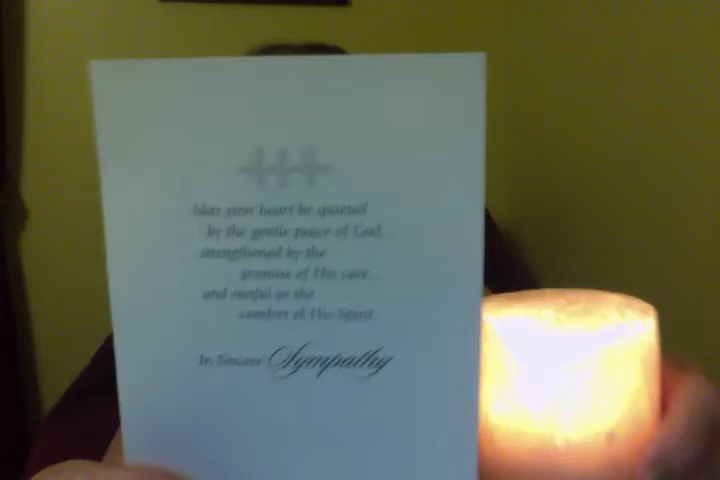 May your heart be quieted
by the gentle peace of God...
strengthened by the
promise of His care...
and restful in the
comfort of His Spirit.
In Sincere Sympathy